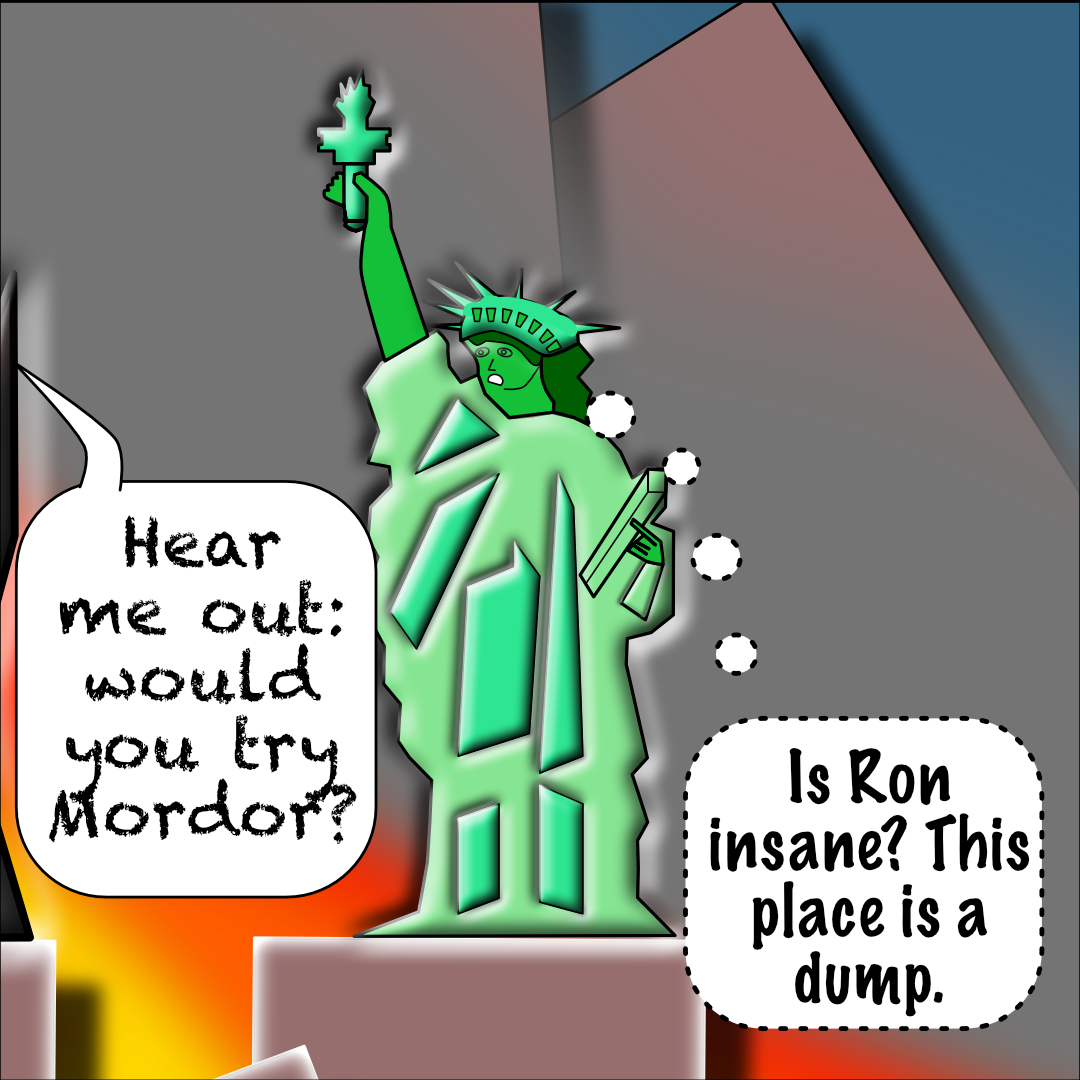 Hear
me out:
would
you try
Mordor?
Is Ron
insane? This
place is a
dump.